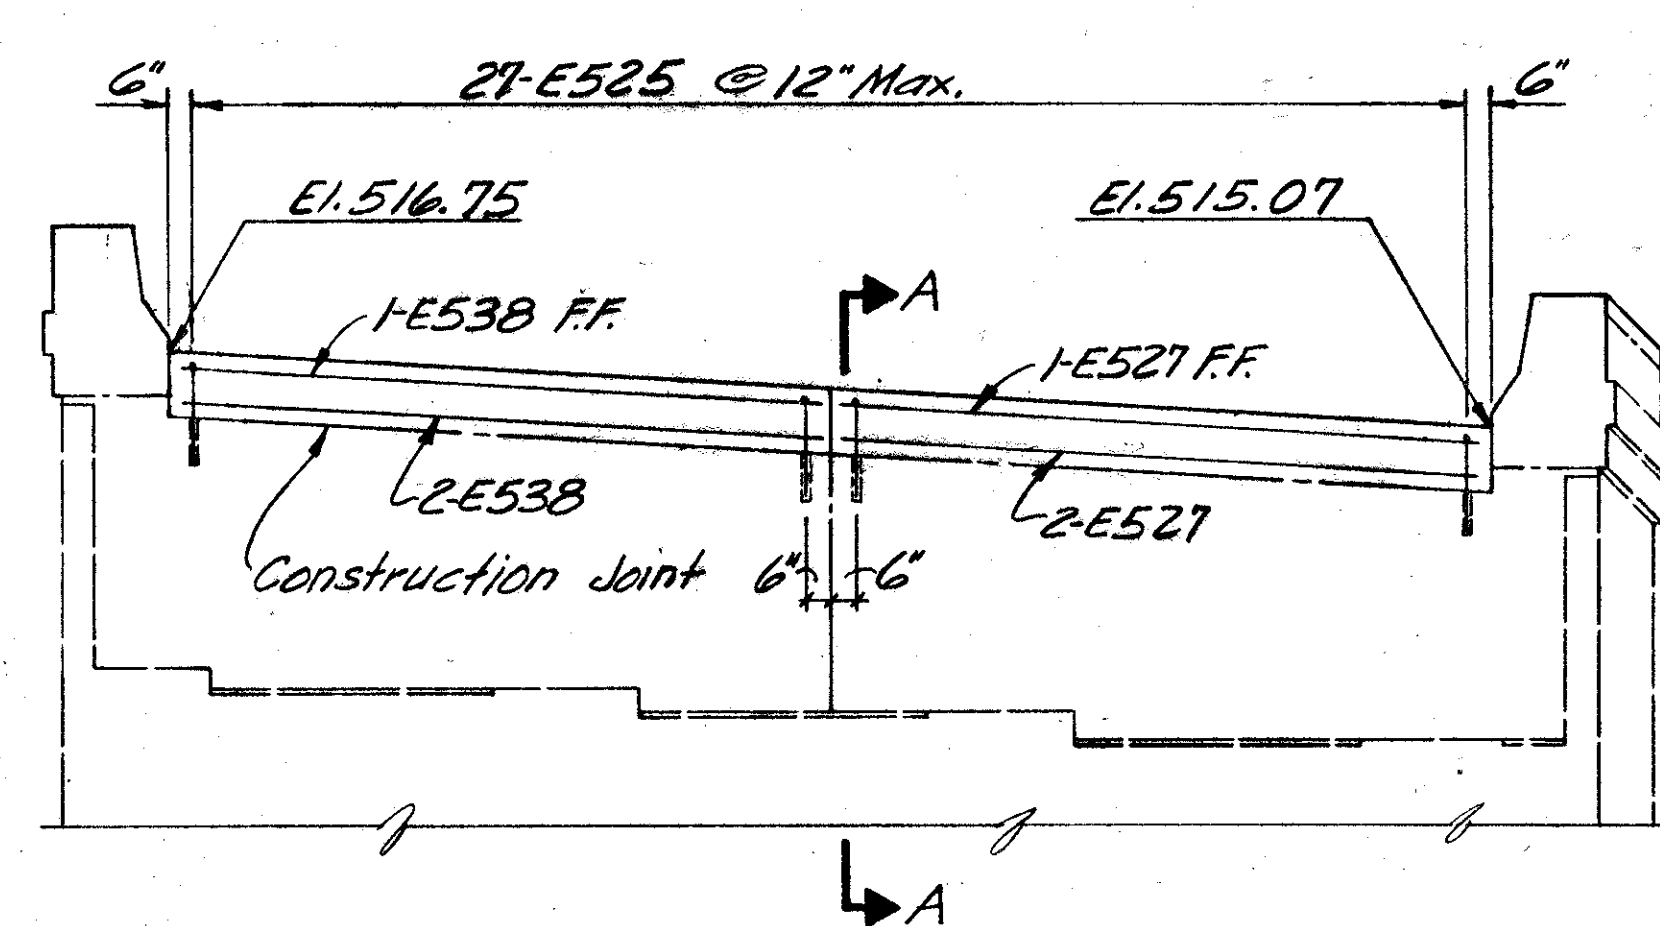 6" 27-E525 @ 12" Max. 6"
El. 516.75 El. 515.07
A
1-E538 F.F.
1-E527 F.F.
2-E538
2-E527
Construction Joint 6" 6"
A